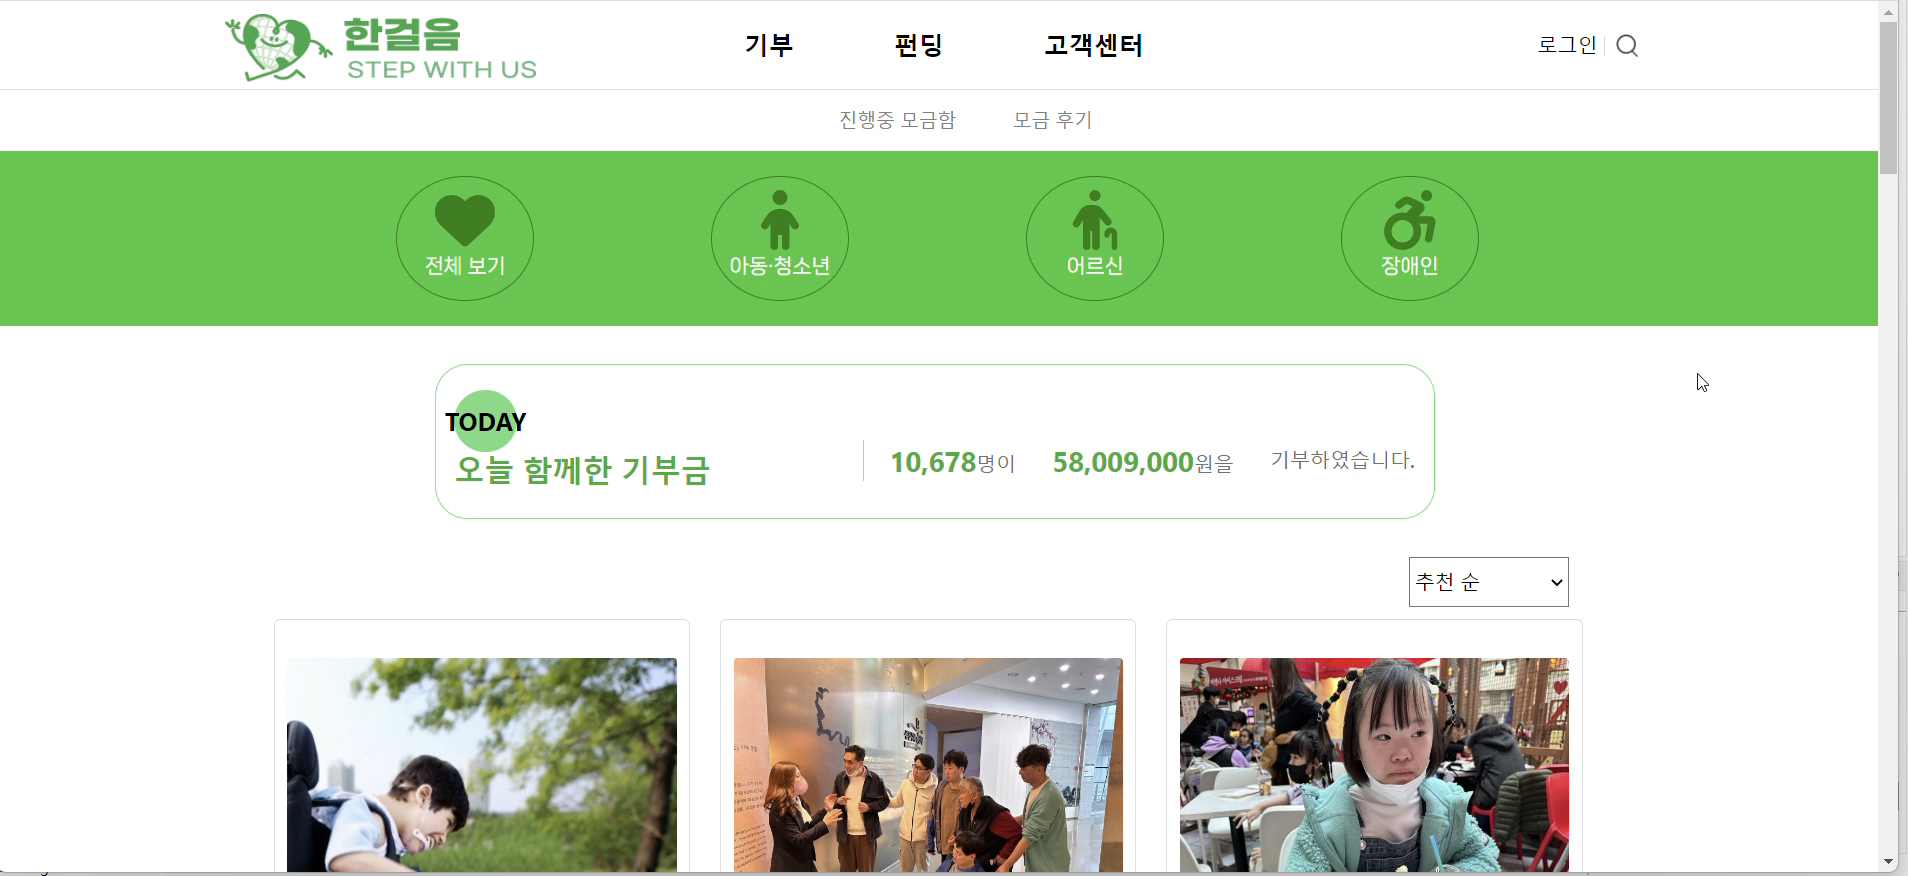 한걸음
STEP WITH US
기부 펀딩 고객센터
로그인
진행중 모금함 모금 후기
전체 보기 아동·청소년 어르신 장애인
TODAY
오늘 함께한 기부금
10,678명이 58,009,000원을 기부하였습니다.
추천 순